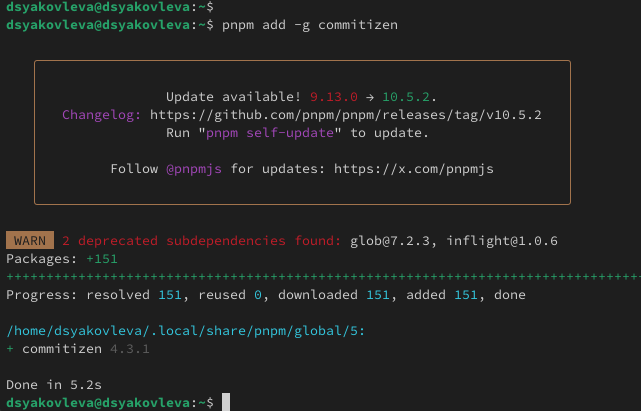 dsyakovleva@dsyakovleva:~$
dsyakovleva@dsyakovleva:~$ pnpm add -g commitizen
Update available! 9.13.0 → 10.5.2.
Changelog: https://github.com/pnpm/pnpm/releases/tag/v10.5.2
Run "pnpm self-update" to update.
Follow @pnpmjs for updates: https://x.com/pnpmjs
WARN 2 deprecated subdependencies found: glob@7.2.3, inflight@1.0.6
Packages: +151
++++++++++++++++++++++++++++++++++++++++++++++++++++++++++++++++++++++++++++++++
Progress: resolved 151, reused 0, downloaded 151, added 151, done
/home/dsyakovleva/.local/share/pnpm/global/5:
+ commitizen 4.3.1
Done in 5.2s
dsyakovleva@dsyakovleva:~$